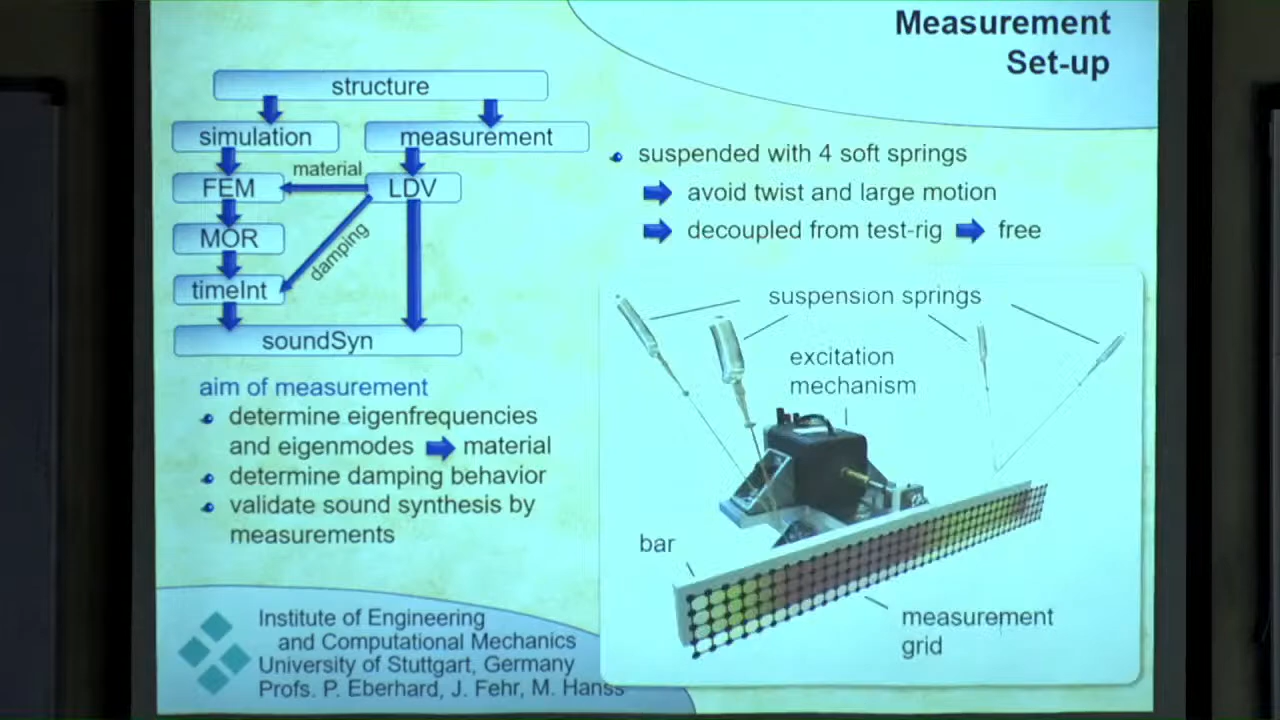 Measurement
Set-up
structure
simulation
measurement
material
FEM
LDV
MOR
damping
timeInt
soundSyn
aim of measurement
determine eigenfrequencies
and eigenmodes material
determine damping behavior
validate sound synthesis by
measurements
suspended with 4 soft springs
avoid twist and large motion
decoupled from test-rig free
suspension springs
excitation
mechanism
bar
measurement
grid
Institute of Engineering
and Computational Mechanics
University of Stuttgart, Germany
Profs. P. Eberhard, J. Fehr, M. Hanss